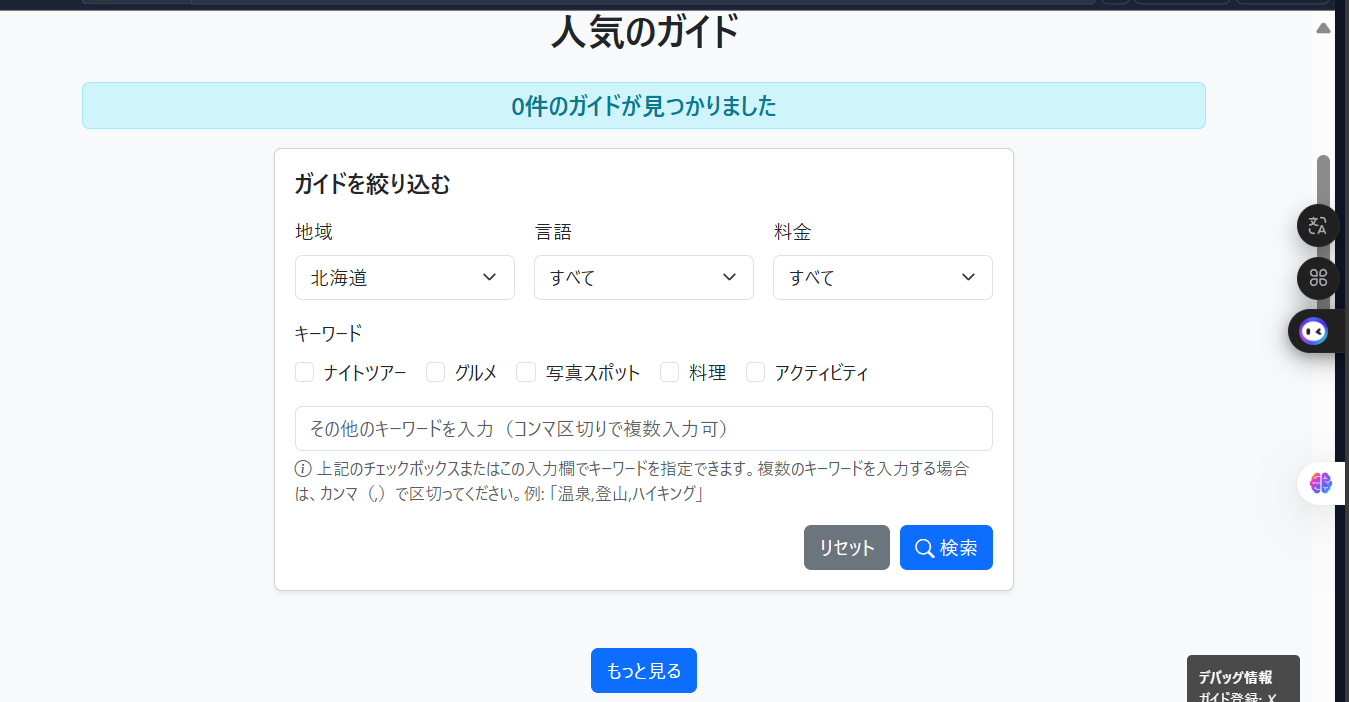 人気のガイド
0件のガイドが見つかりました
ガイドを絞り込む
地域 言語 料金
北海道 すべて すべて
キーワード
ナイトツアー グルメ 写真スポット 料理 アクティビティ
その他のキーワードを入力（コンマ区切りで複数入力可）
上記のチェックボックスまたはこの入力欄でキーワードを指定できます。複数のキーワードを入力する場合
は、カンマ（,）で区切ってください。例: 「温泉,登山,ハイキング」
リセット 検索
もっと見る
デバッグ情報
ガイド登録: X